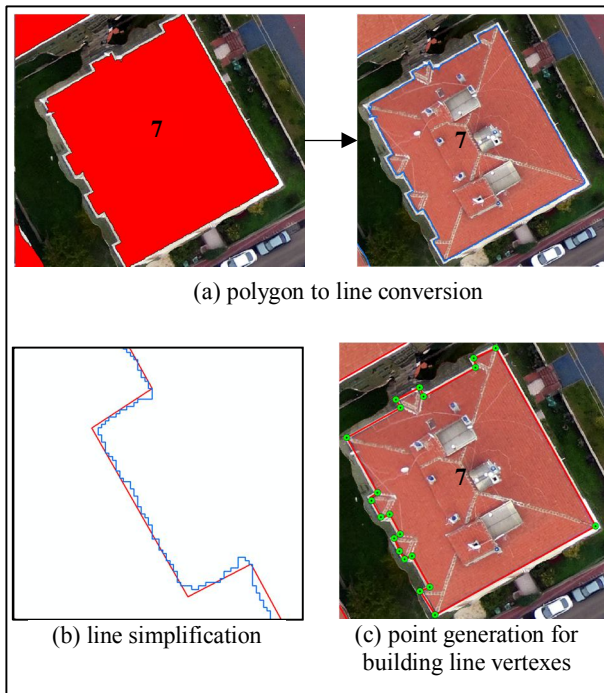 7
7
(a) polygon to line conversion
7
(b) line simplification
(c) point generation for
building line vertexes